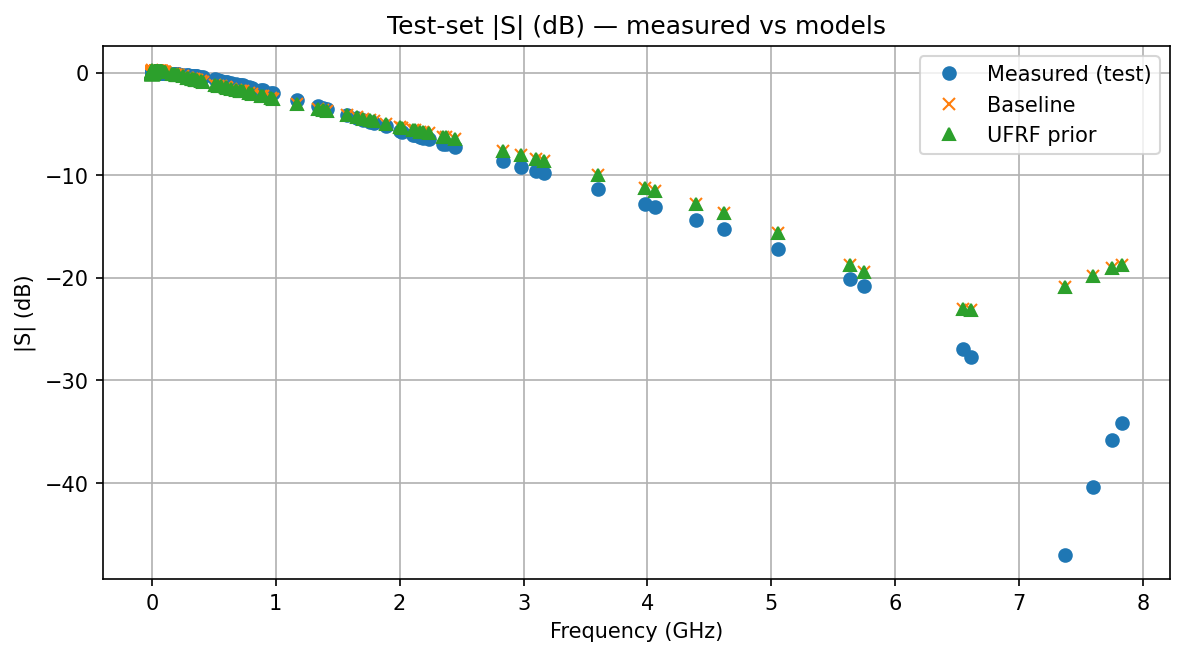 Test-set |S| (dB) — measured vs models
Measured (test)
Baseline
UFRF prior
|S| (dB)
0
−10
−20
−30
−40
0 1 2 3 4 5 6 7 8
Frequency (GHz)